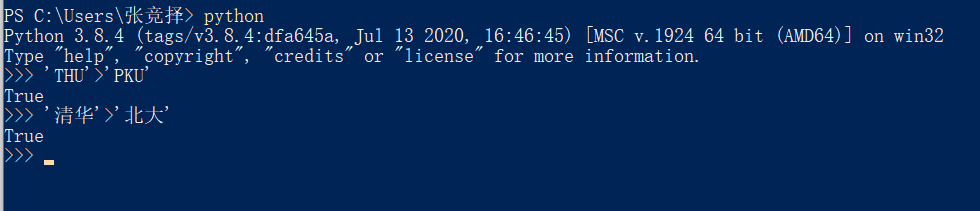 PS C:\Users\张竞择> python
Python 3.8.4 (tags/v3.8.4:dfa645a, Jul 13 2020, 16:46:45) [MSC v.1924 64 bit (AMD64)] on win32
Type "help", "copyright", "credits" or "license" for more information.
>>> 'THU'>'PKU'
True
>>> '清华'>'北大'
True
>>>